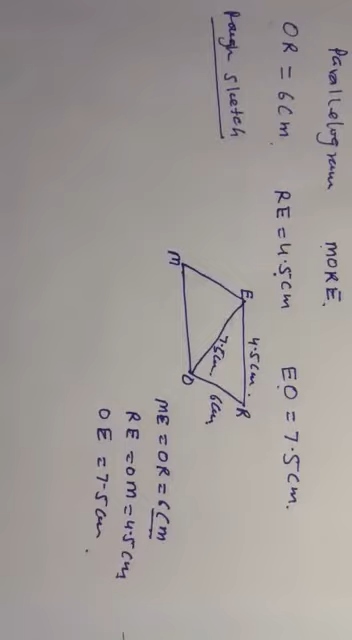 Parallelogram MORE.
OR = 6cm. RE = 4.5cm EO = 7.5cm.
Rough Sketch
M
E
4.5cm.
R
7.5cm.
6cm
O
ME = OR = 6cm
RE = OM = 4.5cm
OE = 7.5cm.